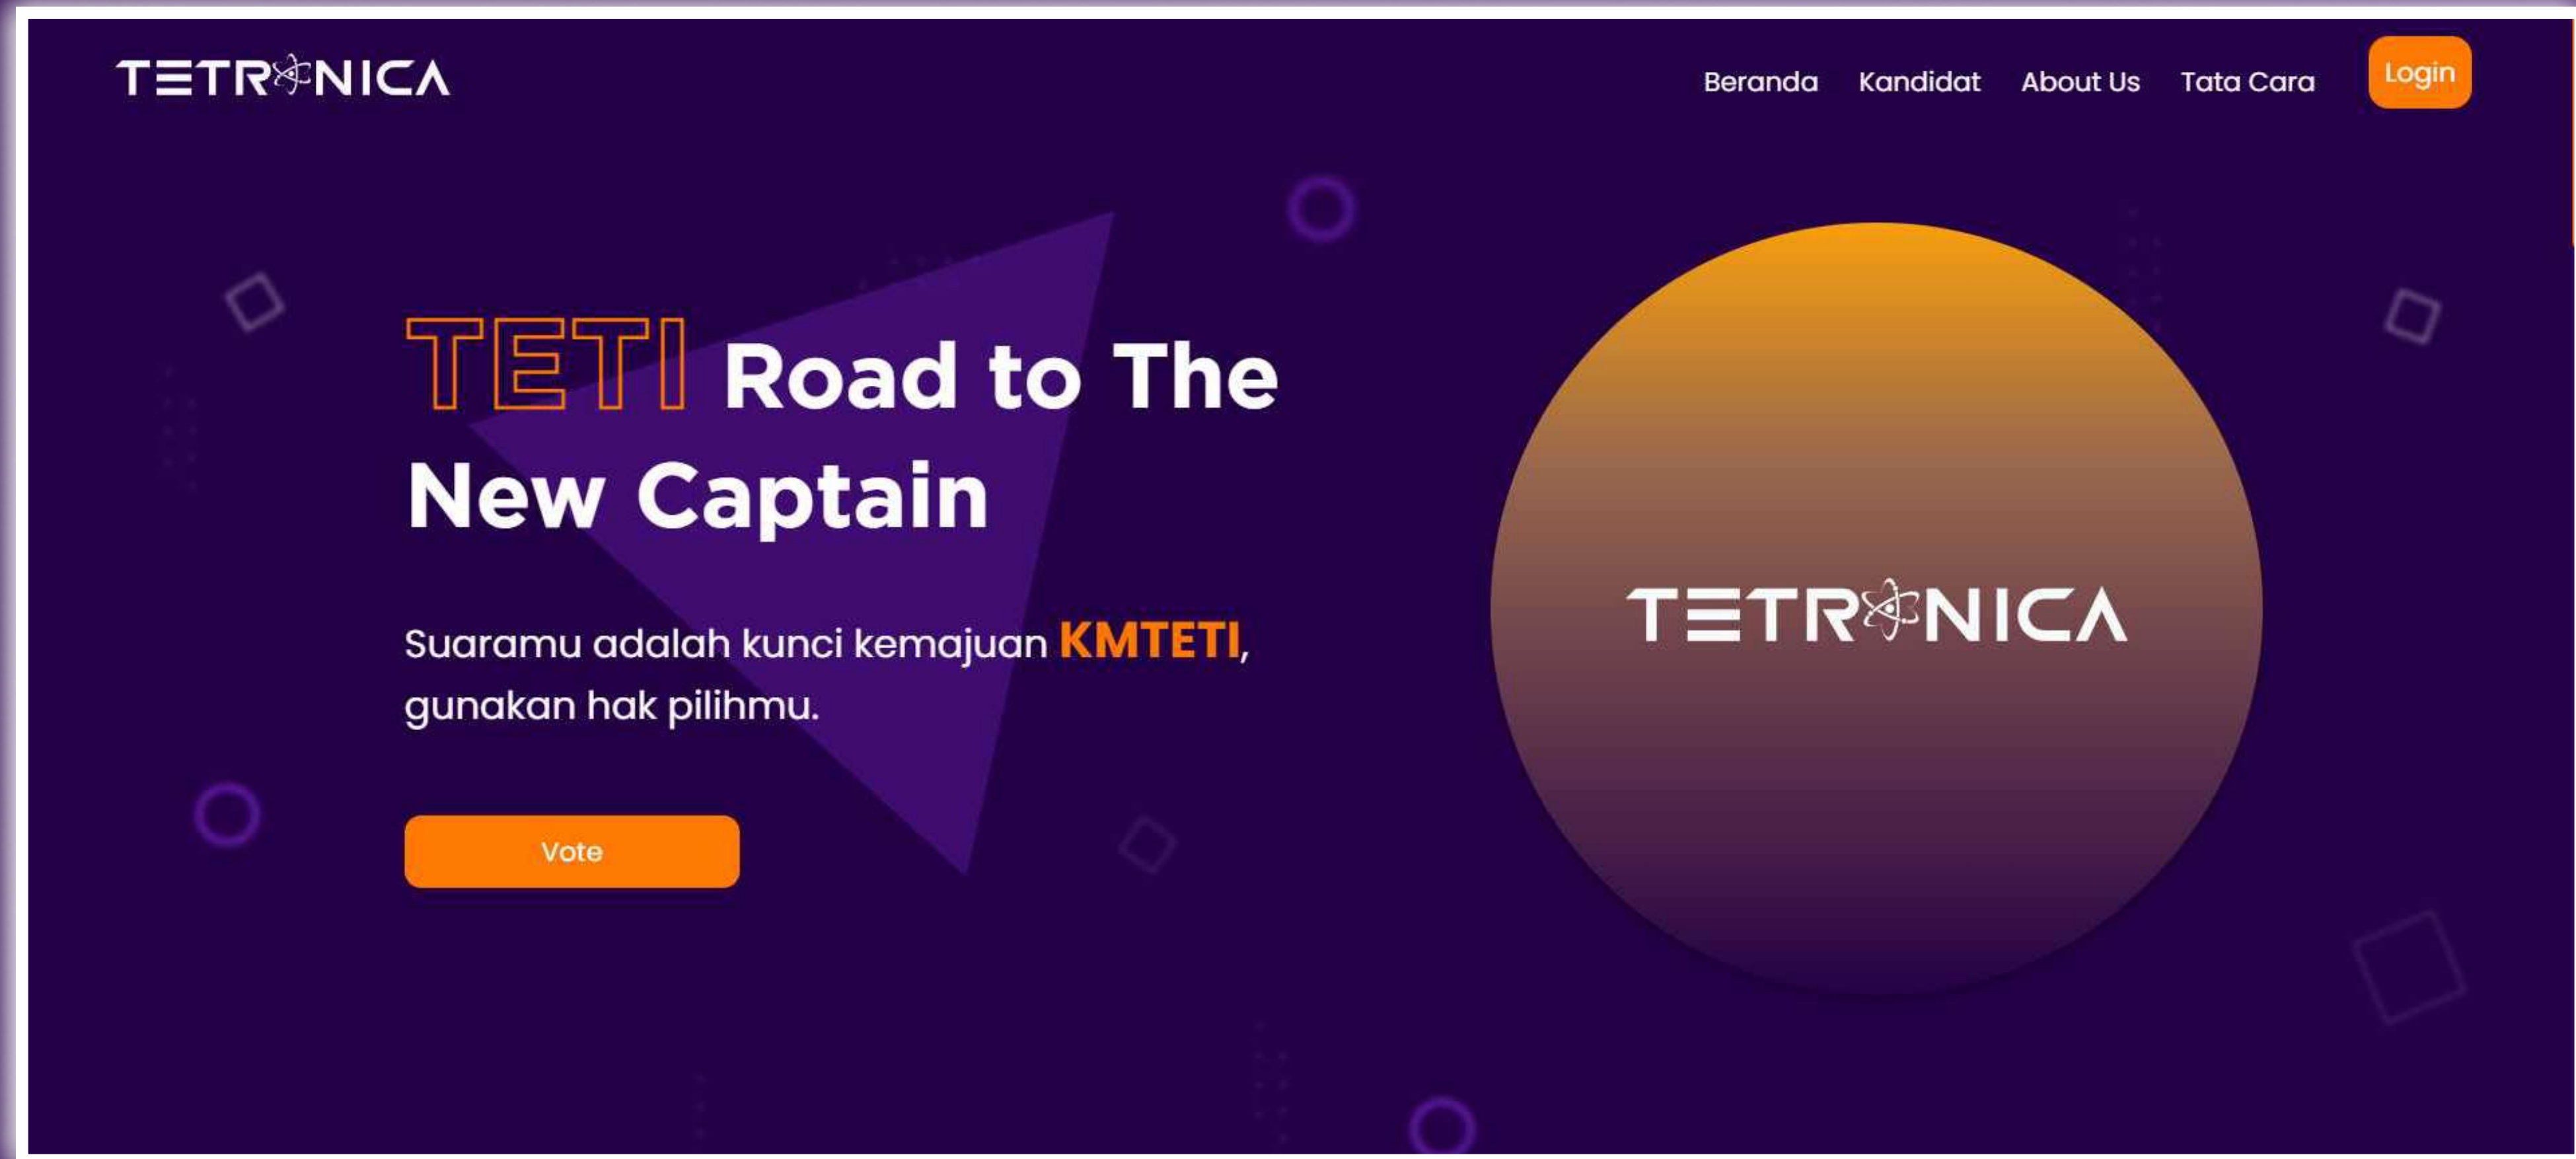 TETRONICA
Beranda Kandidat About Us Tata Cara Login
TETI Road to The
New Captain
Suaramu adalah kunci kemajuan KMTETI,
gunakan hak pilihmu.
Vote
TETRONICA